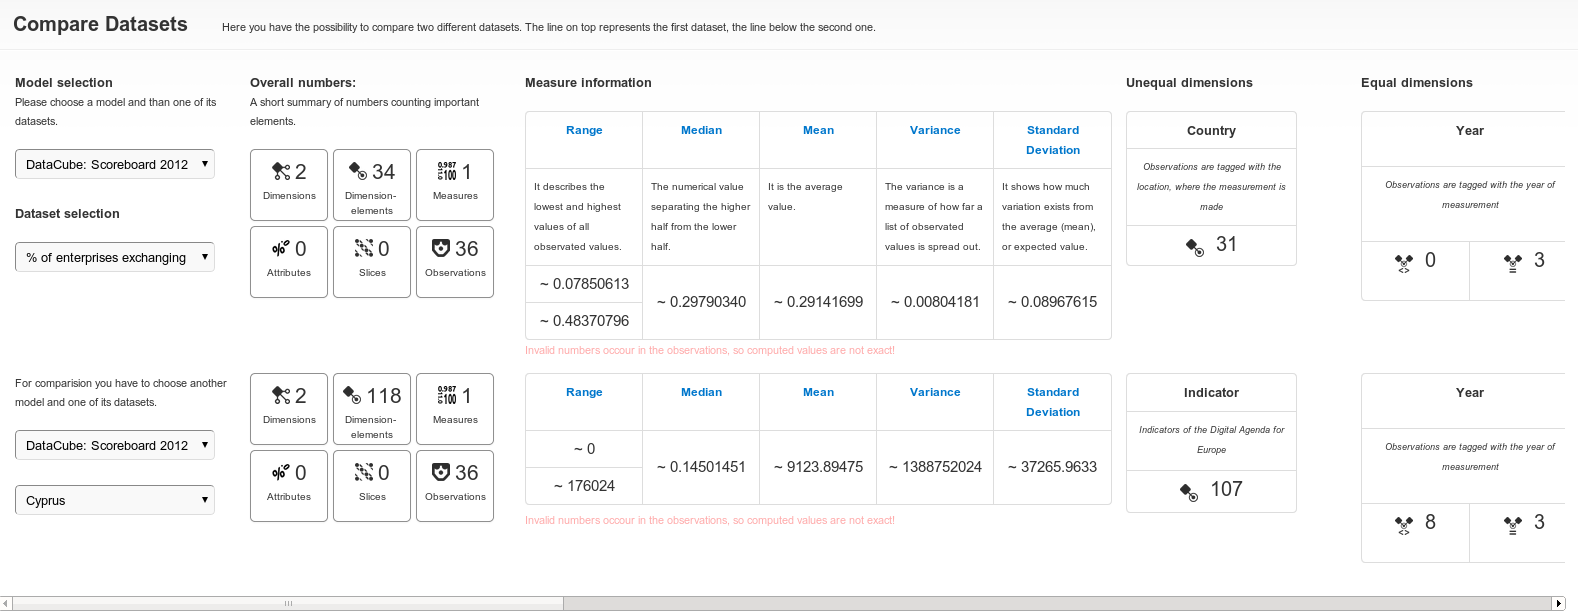 Compare Datasets
Here you have the possibility to compare two different datasets. The line on top represents the first dataset, the line below the second one.
Model selection
Please choose a model and than one of its
datasets.
DataCube: Scoreboard 2012
Dataset selection
% of enterprises exchanging
Overall numbers:
A short summary of numbers counting important
elements.
2
Dimensions
34
Dimension-
elements
1
Measures
0
Attributes
0
Slices
36
Observations
Measure information
Range
Median
Mean
Variance
Standard
Deviation
It describes the
lowest and highest
values of all
observated values.
The numerical value
separating the higher
half from the lower
half.
It is the average
value.
The variance is a
measure of how far a
list of observated
values is spread out.
It shows how much
variation exists from
the average (mean),
or expected value.
~ 0.07850613
~ 0.48370796
~ 0.29790340
~ 0.29141699
~ 0.00804181
~ 0.08967615
Invalid numbers occour in the observations, so computed values are not exact!
Unequal dimensions
Country
Observations are tagged with the
location, where the measurement is
made
31
Equal dimensions
Year
Observations are tagged with the year of
measurement
<>
0
=
3
For comparision you have to choose another
model and one of its datasets.
DataCube: Scoreboard 2012
Cyprus
2
Dimensions
118
Dimension-
elements
1
Measures
0
Attributes
0
Slices
36
Observations
Range
Median
Mean
Variance
Standard
Deviation
~ 0
~ 176024
~ 0.14501451
~ 9123.89475
~ 1388752024
~ 37265.9633
Invalid numbers occour in the observations, so computed values are not exact!
Indicator
Indicators of the Digital Agenda for
Europe
107
Year
Observations are tagged with the year of
measurement
<>
8
=
3